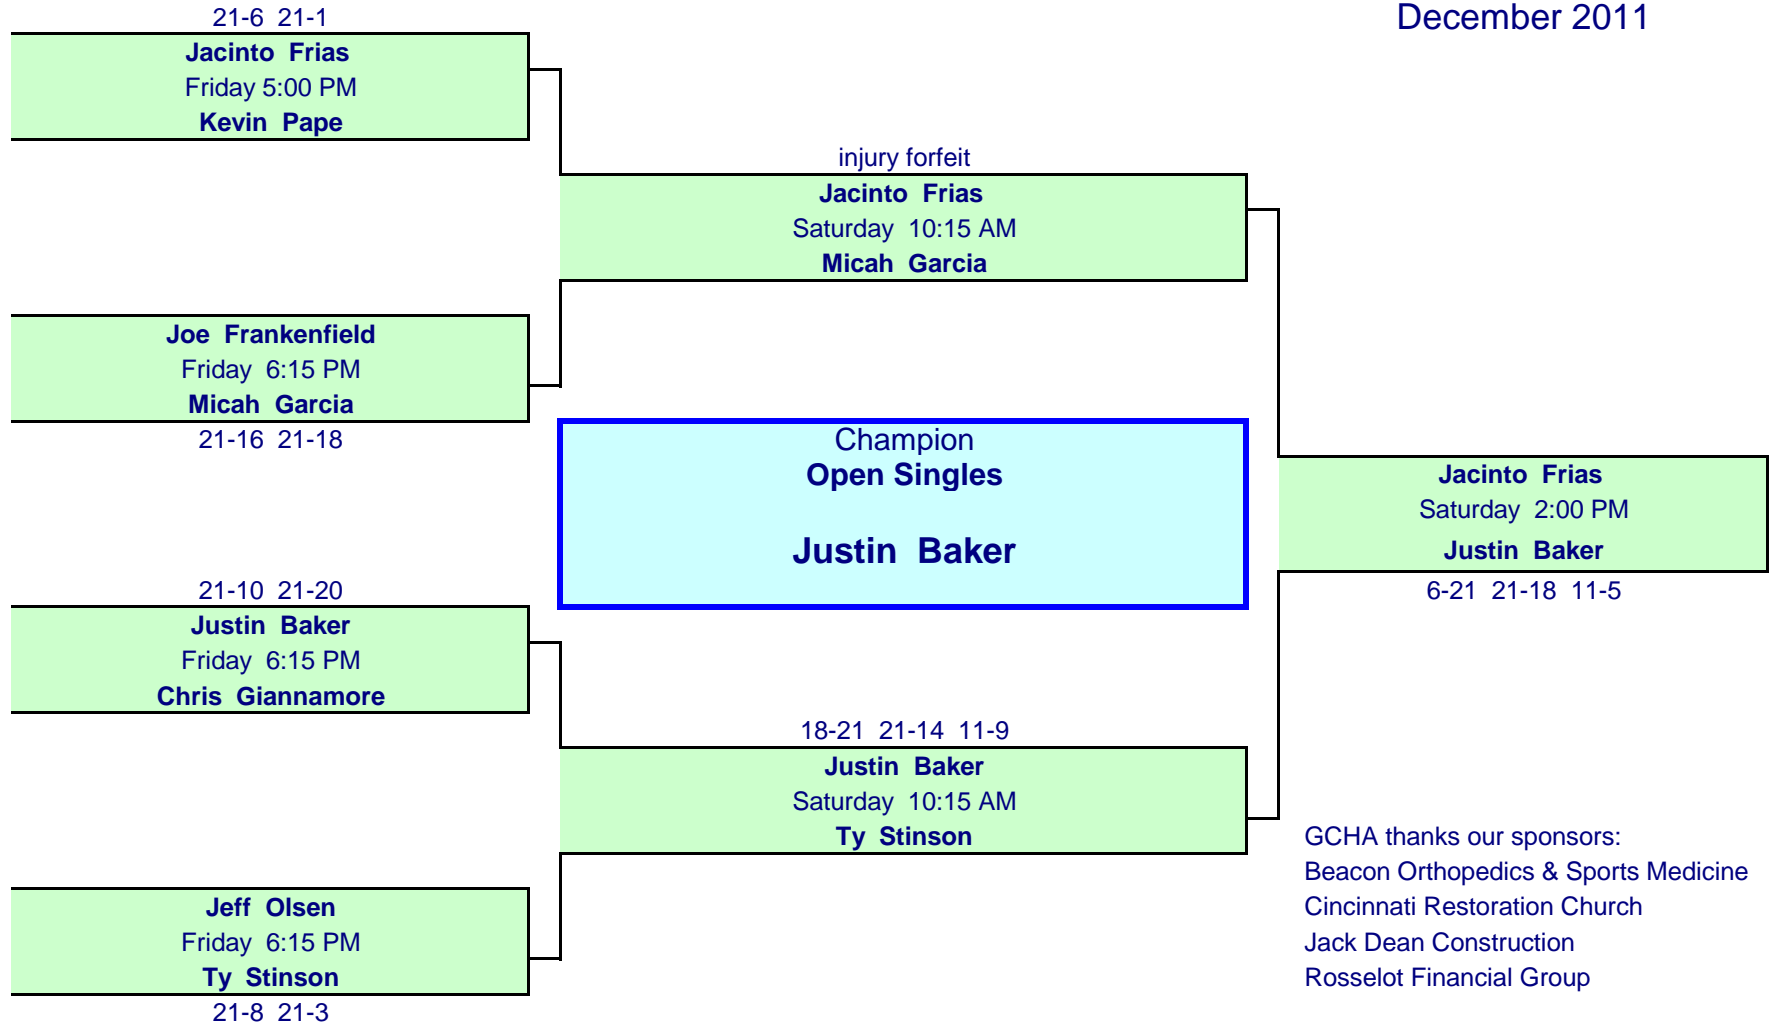 December 2011
21-6 21-1
Jacinto Frias
Friday 5:00 PM
Kevin Pape
injury forfeit
Jacinto Frias
Saturday 10:15 AM
Micah Garcia
Joe Frankenfield
Friday 6:15 PM
Micah Garcia
21-16 21-18
Champion
Open Singles
Justin Baker
Jacinto Frias
Saturday 2:00 PM
Justin Baker
6-21 21-18 11-5
21-10 21-20
Justin Baker
Friday 6:15 PM
Chris Giannamore
18-21 21-14 11-9
Justin Baker
Saturday 10:15 AM
Ty Stinson
Jeff Olsen
Friday 6:15 PM
Ty Stinson
21-8 21-3
GCHA thanks our sponsors:
Beacon Orthopedics & Sports Medicine
Cincinnati Restoration Church
Jack Dean Construction
Rosselot Financial Group